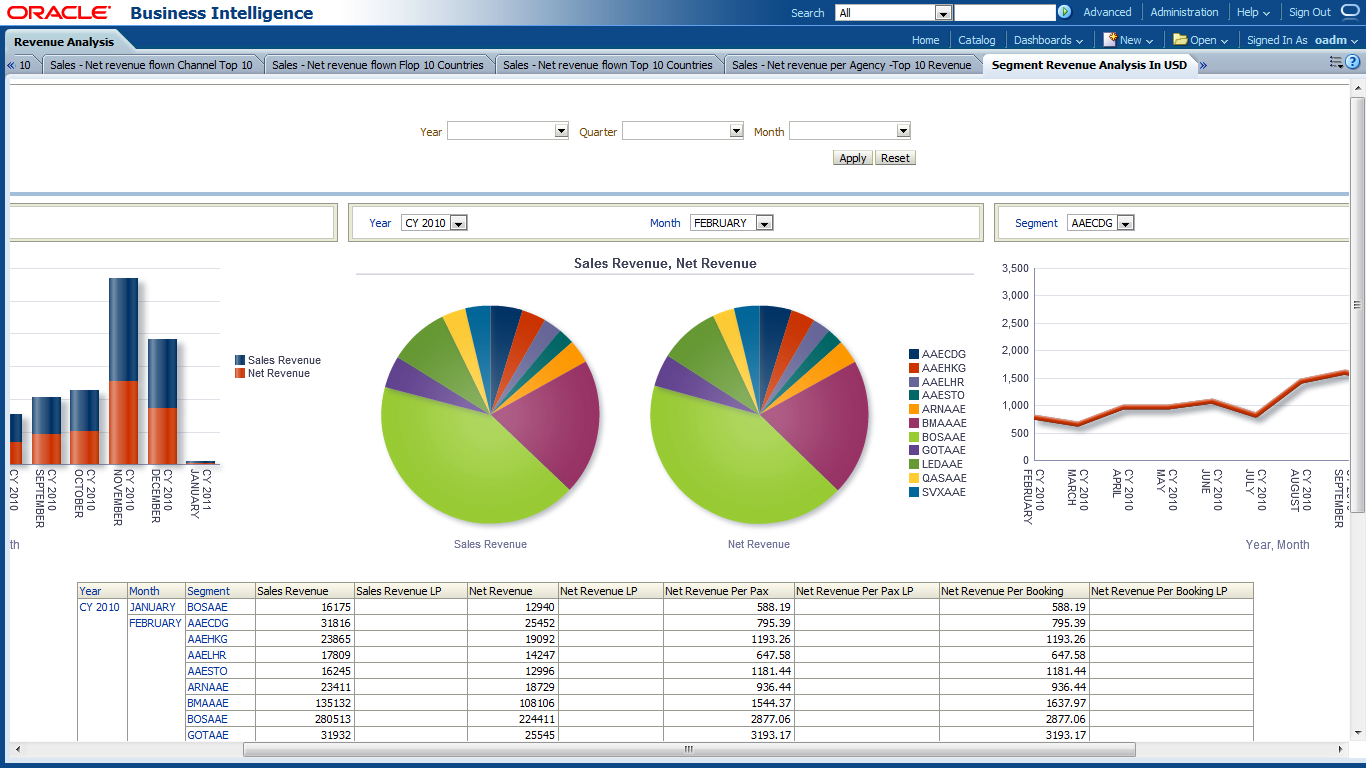 ORACLE Business Intelligence
Search All Advanced Administration Help Sign Out
Revenue Analysis
Home Catalog Dashboards New Open Signed In As oadm
« 10 Sales - Net revenue flown Channel Top 10 Sales - Net revenue flown Flop 10 Countries Sales - Net revenue flown Top 10 Countries Sales - Net revenue per Agency -Top 10 Revenue Segment Revenue Analysis In USD »
Year Quarter Month
Apply Reset
Year CY 2010 Month FEBRUARY Segment AAECDG
Sales Revenue
Net Revenue
CY 2010
CY 2010 SEPTEMBER
CY 2010 OCTOBER
CY 2010 NOVEMBER
CY 2010 DECEMBER
CY 2011 JANUARY
th
Sales Revenue, Net Revenue
AAECDG
AAEHKG
AAELHR
AAESTO
ARNAAE
BMAAAE
BOSAAE
GOTAAE
LEDAAE
QASAAE
SVXAAE
Sales Revenue Net Revenue
3,500
3,000
2,500
2,000
1,500
1,000
500
0
CY 2010 FEBRUARY
CY 2010 MARCH
CY 2010 APRIL
CY 2010 MAY
CY 2010 JUNE
CY 2010 JULY
CY 2010 AUGUST
CY 2010 SEPTEMBER
Year, Month
Year Month Segment Sales Revenue Sales Revenue LP Net Revenue Net Revenue LP Net Revenue Per Pax Net Revenue Per Pax LP Net Revenue Per Booking Net Revenue Per Booking LP
CY 2010 JANUARY BOSAAE 16175 12940 588.19 588.19
FEBRUARY AAECDG 31816 25452 795.39 795.39
AAEHKG 23865 19092 1193.26 1193.26
AAELHR 17809 14247 647.58 647.58
AAESTO 16245 12996 1181.44 1181.44
ARNAAE 23411 18729 936.44 936.44
BMAAAE 135132 108106 1544.37 1637.97
BOSAAE 280513 224411 2877.06 2877.06
GOTAAE 31932 25545 3193.17 3193.17